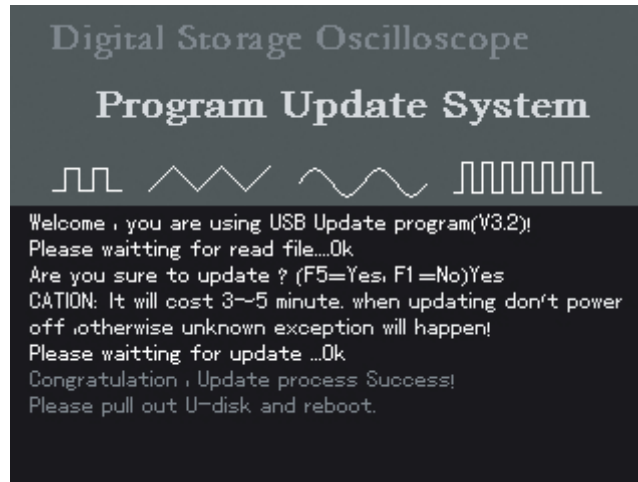 Digital Storage Oscilloscope
Program Update System
Welcome , you are using USB Update program(V3.2)!
Please waitting for read file....Ok
Are you sure to update ? (F5=Yes, F1=No)Yes
CATION: It will cost 3~5 minute. when updating don't power
off ,otherwise unknown exception will happen!
Please waitting for update ...Ok
Congratulation , Update process Success!
Please pull out U-disk and reboot.